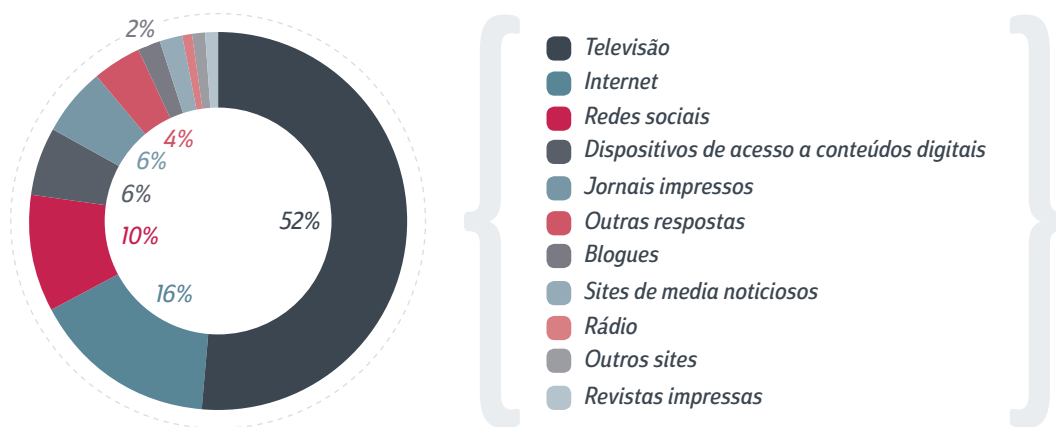 2%
4%
6%
6%
52%
10%
16%
Televisão
Internet
Redes sociais
Dispositivos de acesso a conteúdos digitais
Jornais impressos
Outras respostas
Blogues
Sites de media noticiosos
Rádio
Outros sites
Revistas impressas